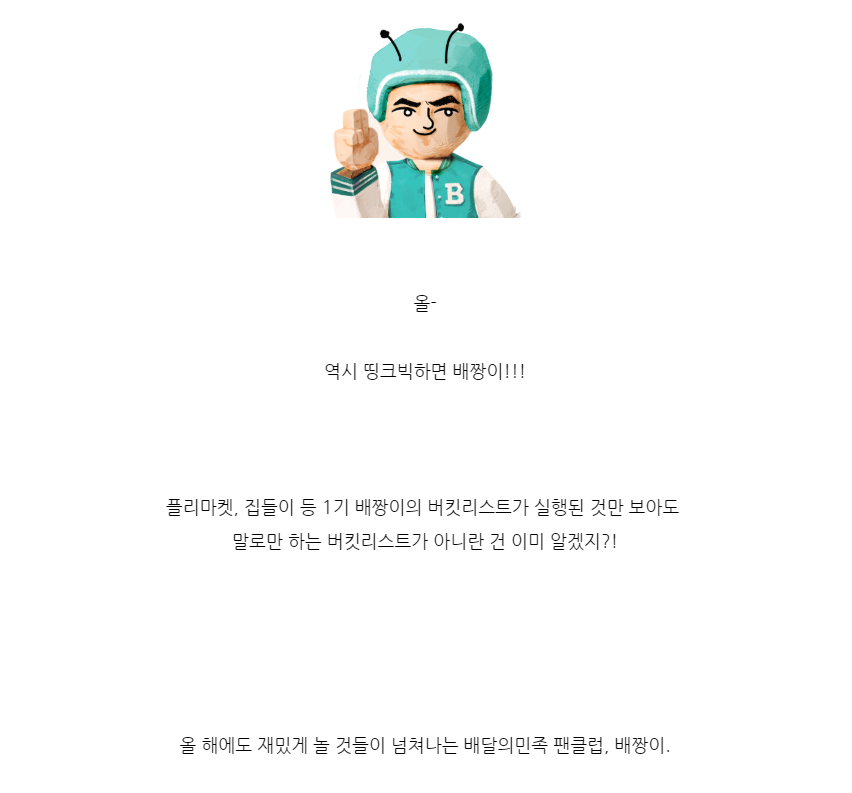 B
올-
역시 띵크빅하면 배짱이!!!
플리마켓, 집들이 등 1기 배짱이의 버킷리스트가 실행된 것만 보아도
말로만 하는 버킷리스트가 아니란 건 이미 알겠지?!
올 해에도 재밌게 놀 것들이 넘쳐나는 배달의민족 팬클럽, 배짱이.